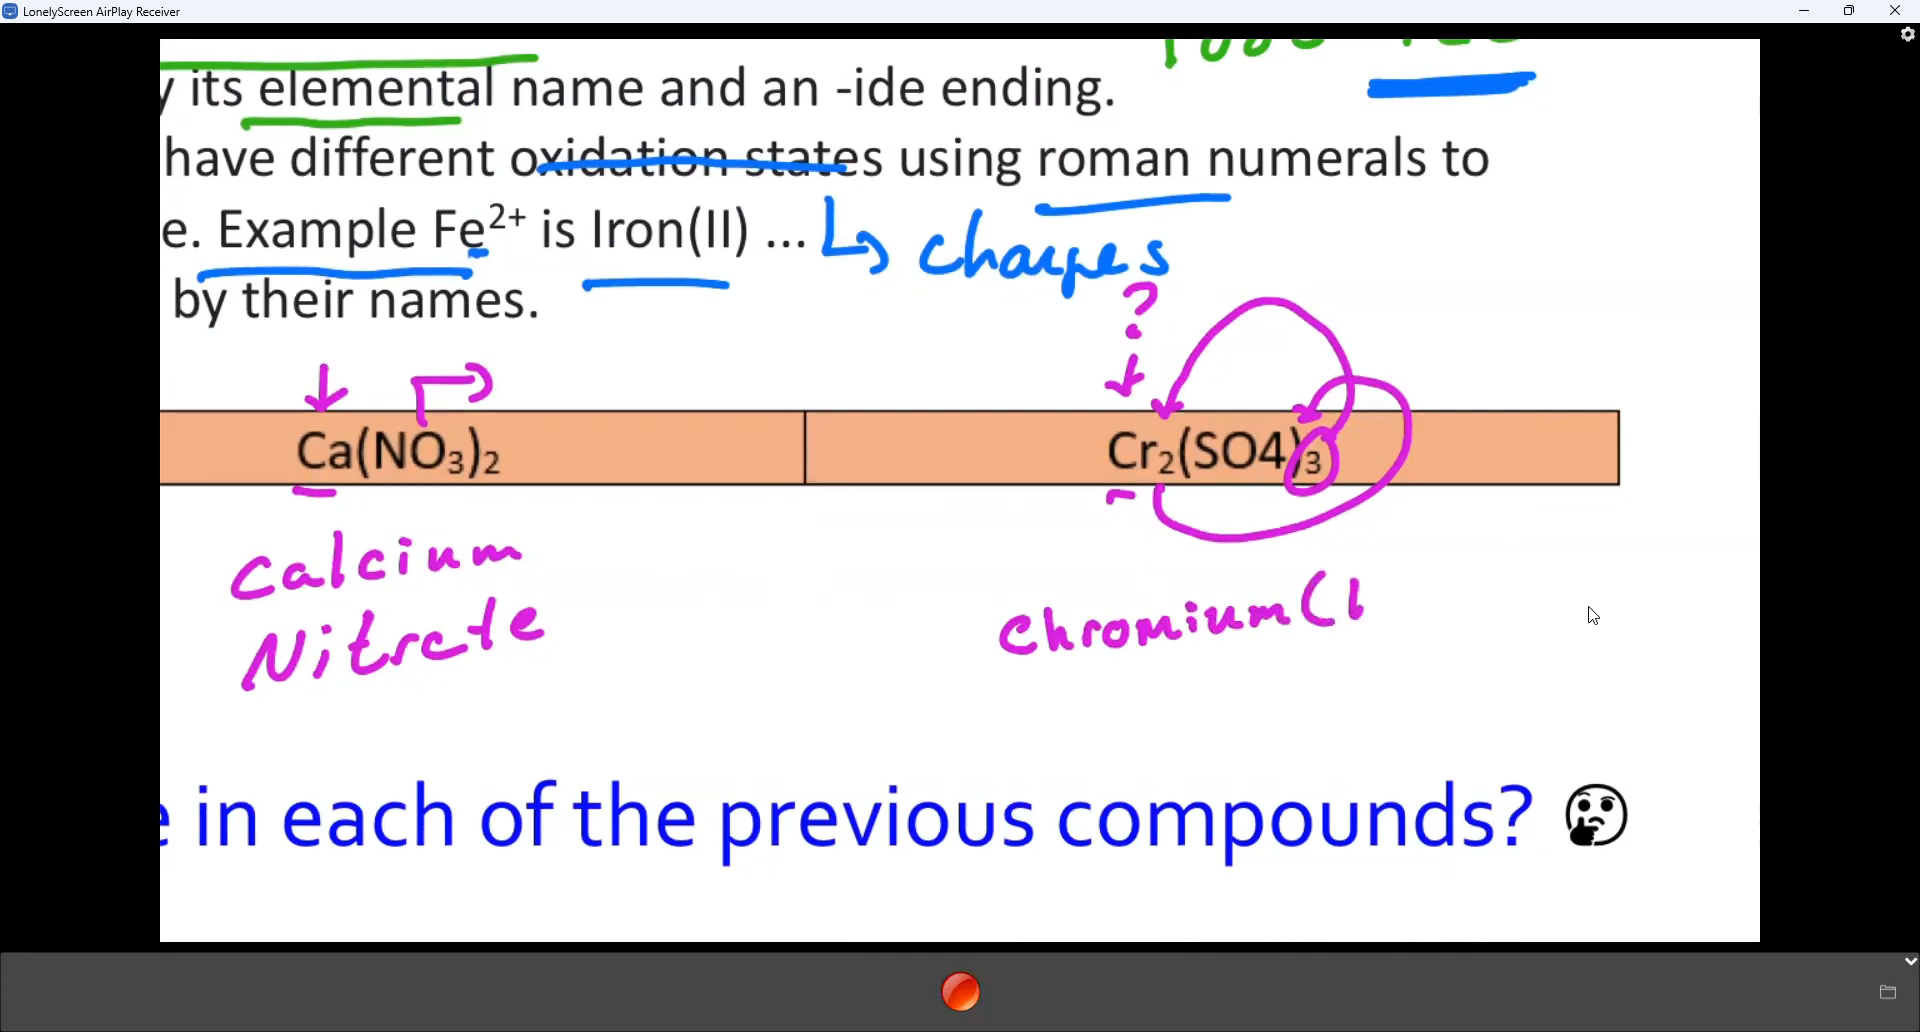 LonelyScreen AirPlay Receiver
its elemental name and an -ide ending.
have different oxidation states using roman numerals to
e. Example Fe²⁺ is Iron(II) ... ↳ charges
by their names.
?
Ca(NO₃)₂ Cr₂(SO4)₃
Calcium
Nitrate
Chromium(I
in each of the previous compounds? 🤔